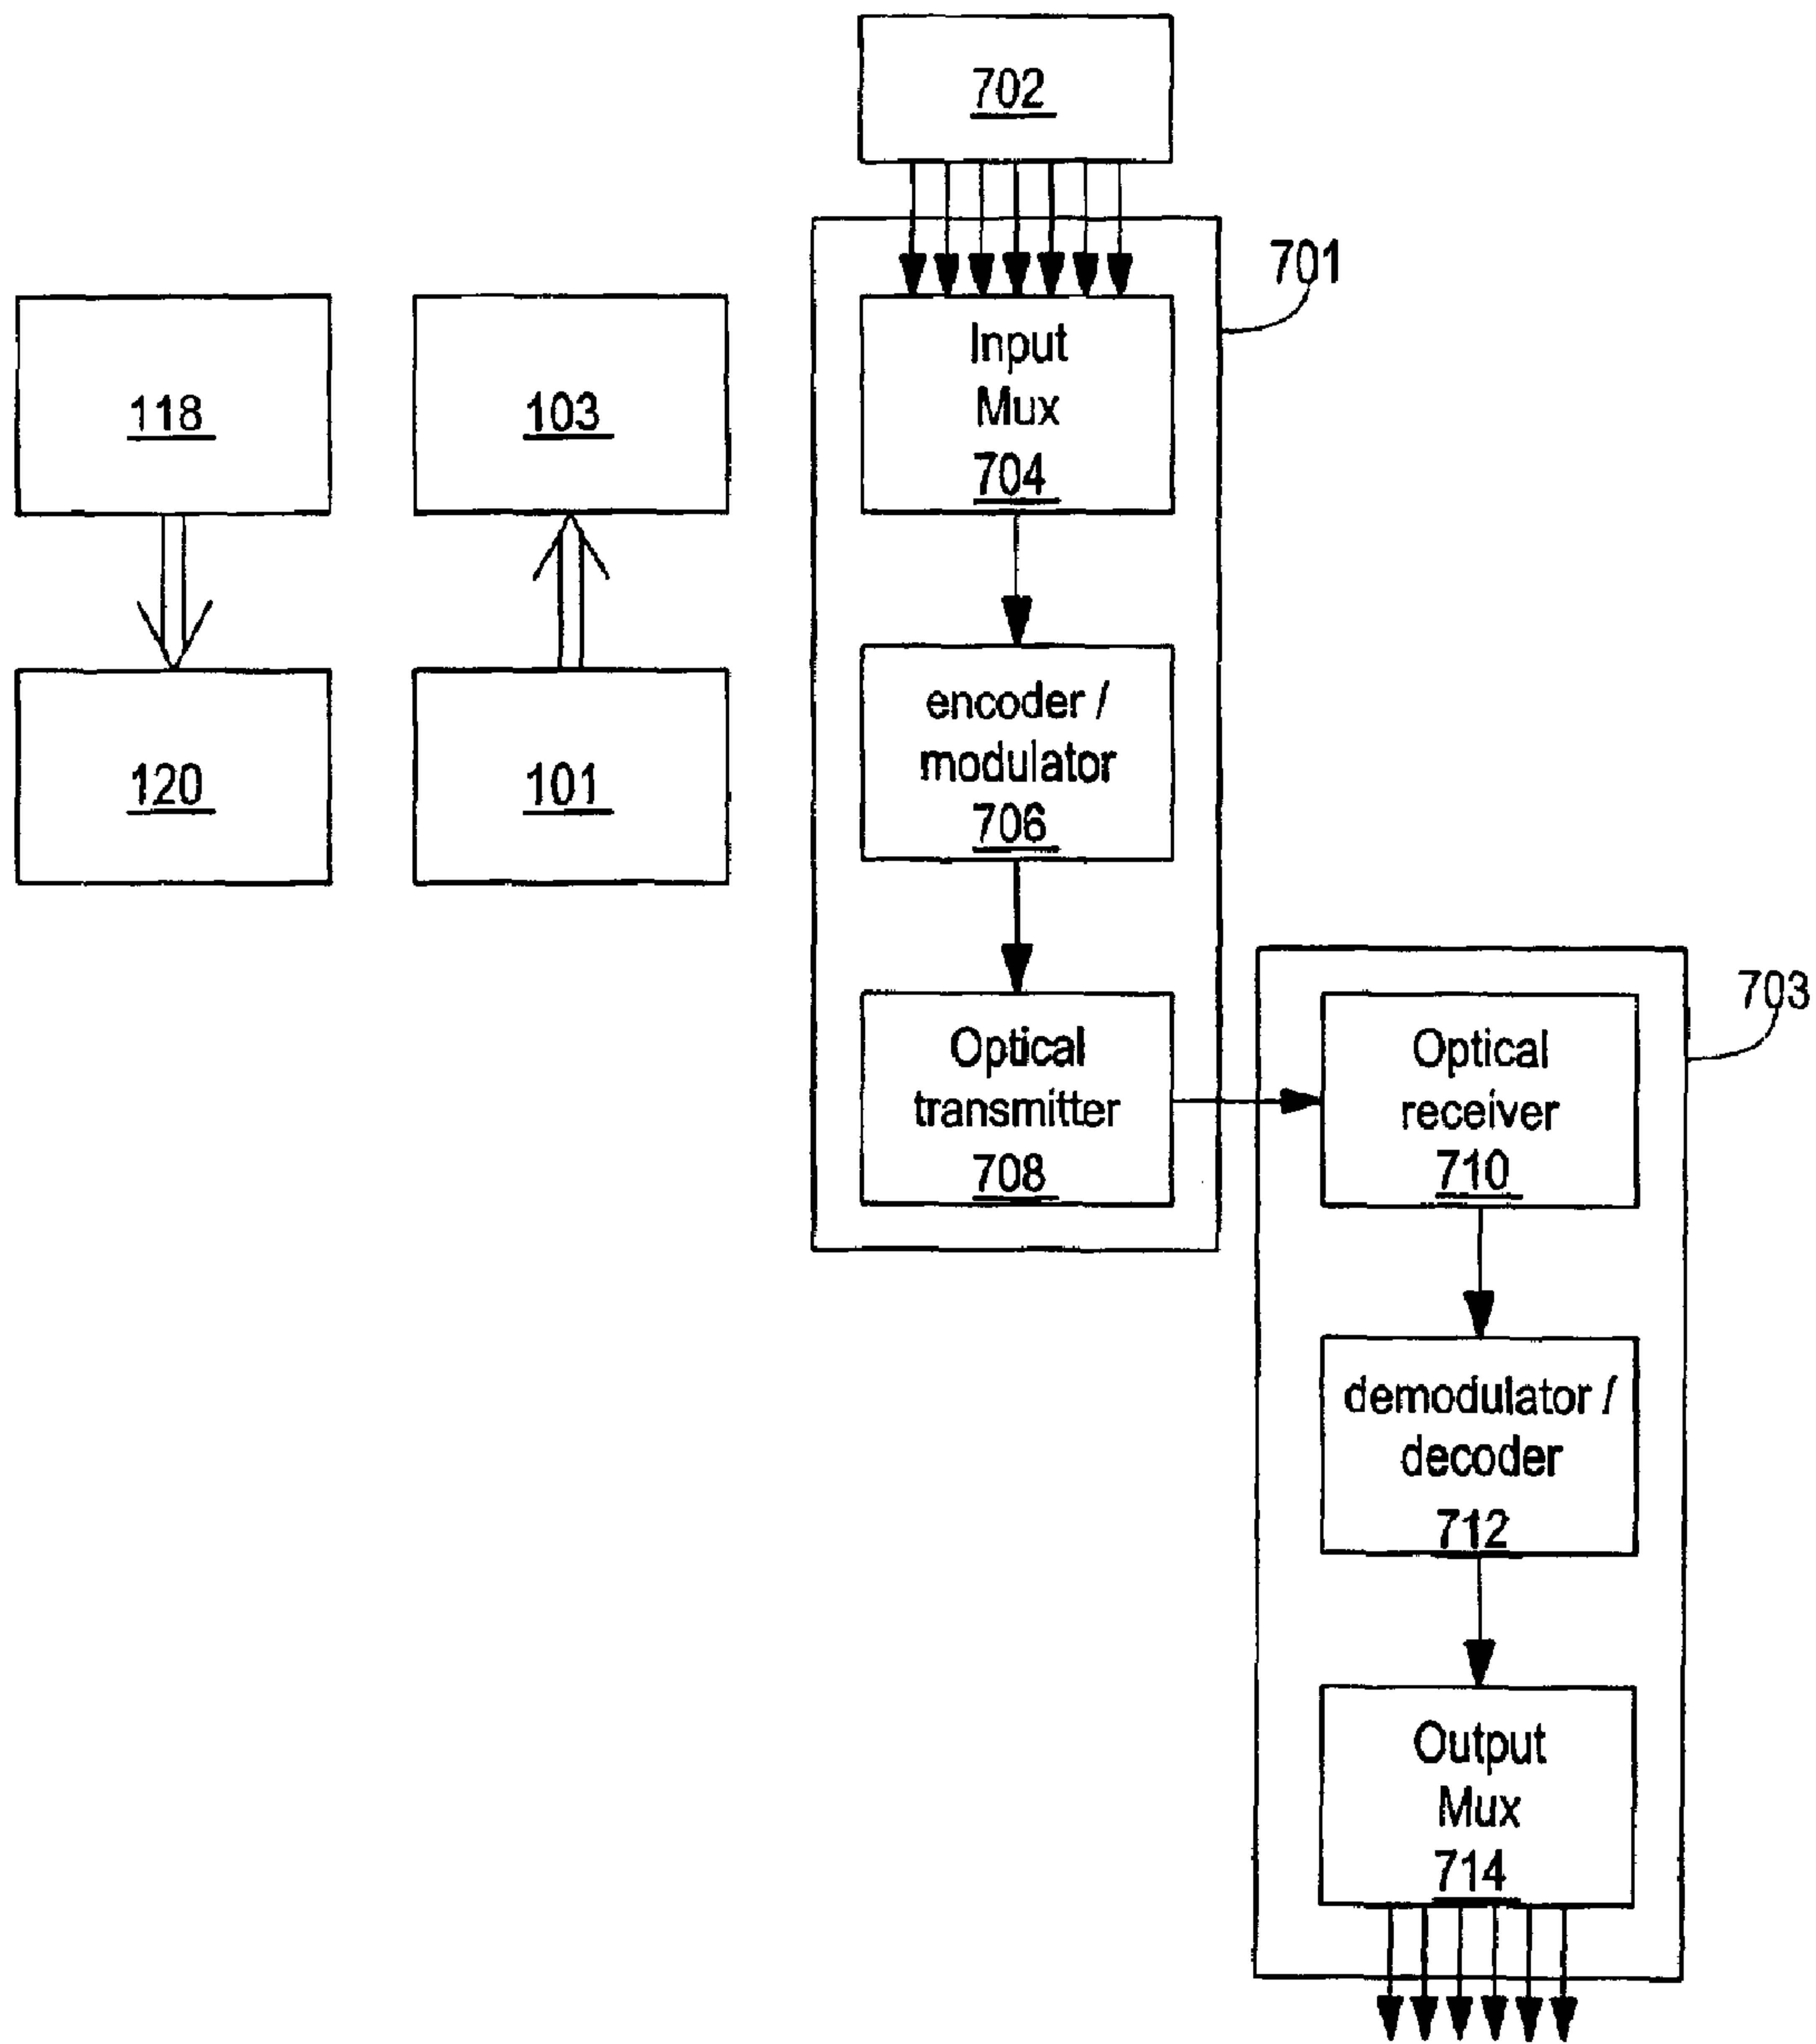 702
701
Input
Mux
704
118
103
encoder /
modulator
706
120
101
Optical
transmitter
708
703
Optical
receiver
710
demodulator /
decoder
712
Output
Mux
714